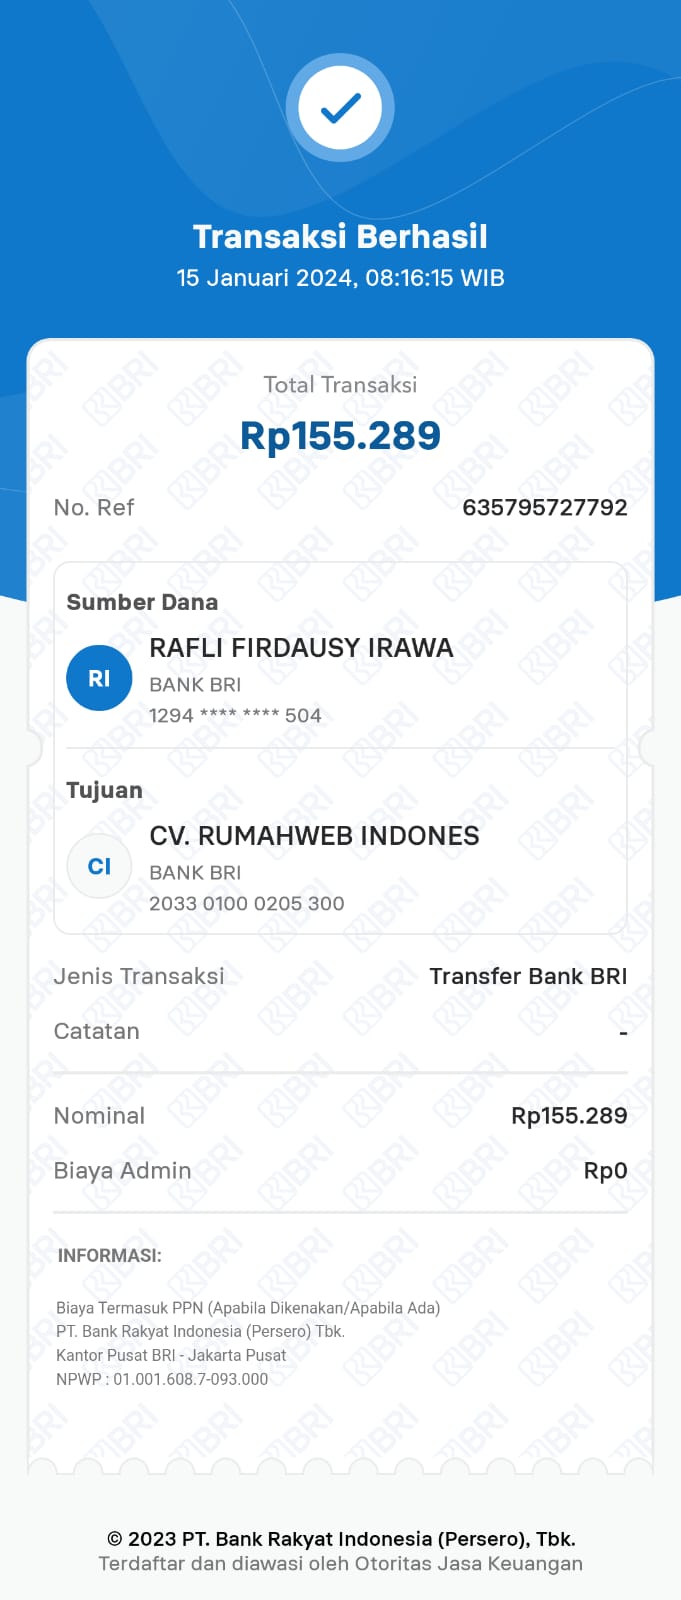 Transaksi Berhasil
15 Januari 2024, 08:16:15 WIB
Total Transaksi
Rp155.289
No. Ref 635795727792
Sumber Dana
RI
RAFLI FIRDAUSY IRAWA
BANK BRI
1294 **** **** 504
Tujuan
CI
CV. RUMAHWEB INDONES
BANK BRI
2033 0100 0205 300
Jenis Transaksi Transfer Bank BRI
Catatan -
Nominal Rp155.289
Biaya Admin Rp0
INFORMASI:
Biaya Termasuk PPN (Apabila Dikenakan/Apabila Ada)
PT. Bank Rakyat Indonesia (Persero) Tbk.
Kantor Pusat BRI - Jakarta Pusat
NPWP : 01.001.608.7-093.000
© 2023 PT. Bank Rakyat Indonesia (Persero), Tbk.
Terdaftar dan diawasi oleh Otoritas Jasa Keuangan